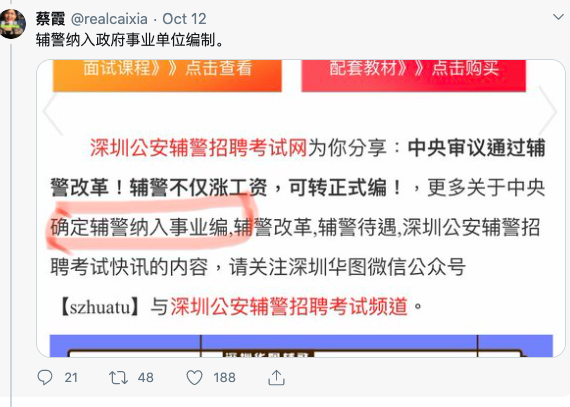 蔡霞 @realcaixia · Oct 12
辅警纳入政府事业单位编制。
面试课程》》点击查看
配套教材》》点击购买
深圳公安辅警招聘考试网为你分享：中央审议通过辅
警改革！辅警不仅涨工资，可转正式编！，更多关于中央
确定辅警纳入事业编,辅警改革,辅警待遇,深圳公安辅警招
聘考试快讯的内容，请关注深圳华图微信公众号
【szhuatu】与深圳公安辅警招聘考试频道。
21
48
188